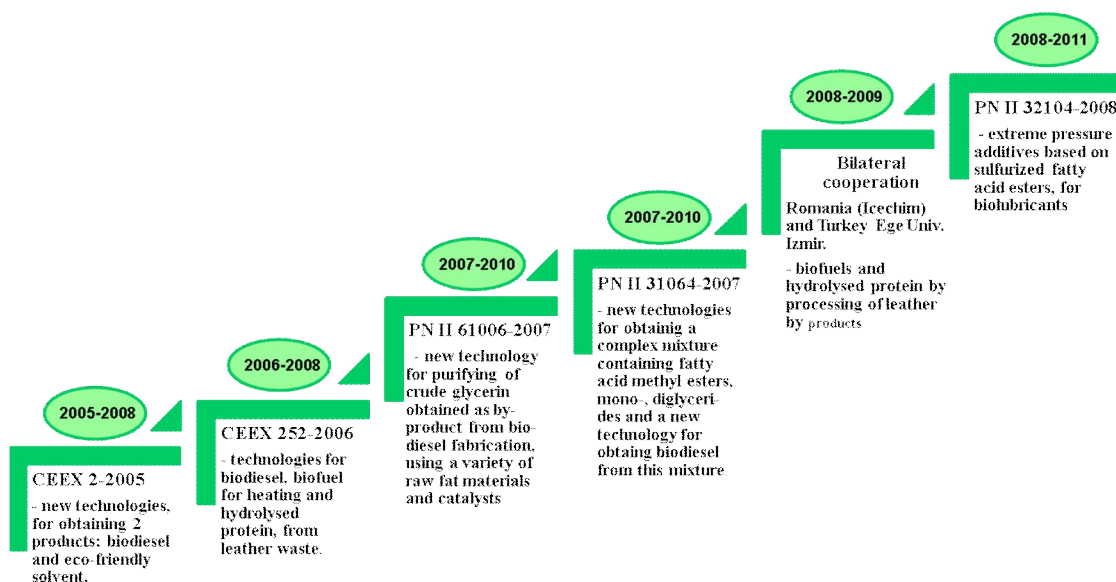 2005-2008
CEEX 2-2005
- new technologies,
for obtaining 2
products: biodiesel
and eco-friendly
solvent,
2006-2008
CEEX 252-2006
- technologies for
biodiesel, biofuel
for heating and
hydrolysed
protein, from
leather waste.
2007-2010
PN II 61006-2007
- new technology
for purifying of
crude glycerin
obtained as by-
product from bio-
diesel fabrication,
using a variety of
raw fat materials
and catalysts
2007-2010
PN II 31064-2007
- new technologies
for obtainig a
complex mixture
containing fatty
acid methyl esters,
mono-, diglyceri-
des and a new
technology for
obtaing biodiesel
from this mixture
2008-2009
Bilateral
cooperation
Romania (Icechim)
and Turkey Ege Univ.
Izmir.
- biofuels and
hydrolysed protein by
processing of leather
by products
2008-2011
PN II 32104-2008
- extreme pressure
additives based on
sulfurized fatty
acid esters, for
biolubricants